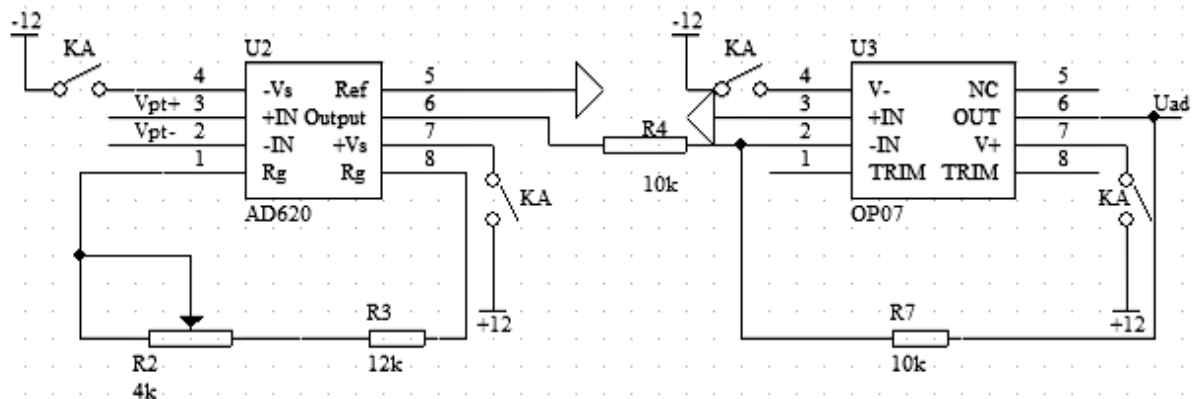 -12
KA
U2
4
-Vs
Ref
5
Vpt+
3
+IN
Output
6
Vpt-
2
-IN
+Vs
7
1
Rg
Rg
8
AD620
KA
+12
R2
4k
R3
12k
R4
10k
-12
KA
U3
4
V-
NC
5
3
+IN
OUT
6
Uad
2
-IN
V+
7
1
TRIM
TRIM
8
OP07
KA
+12
R7
10k